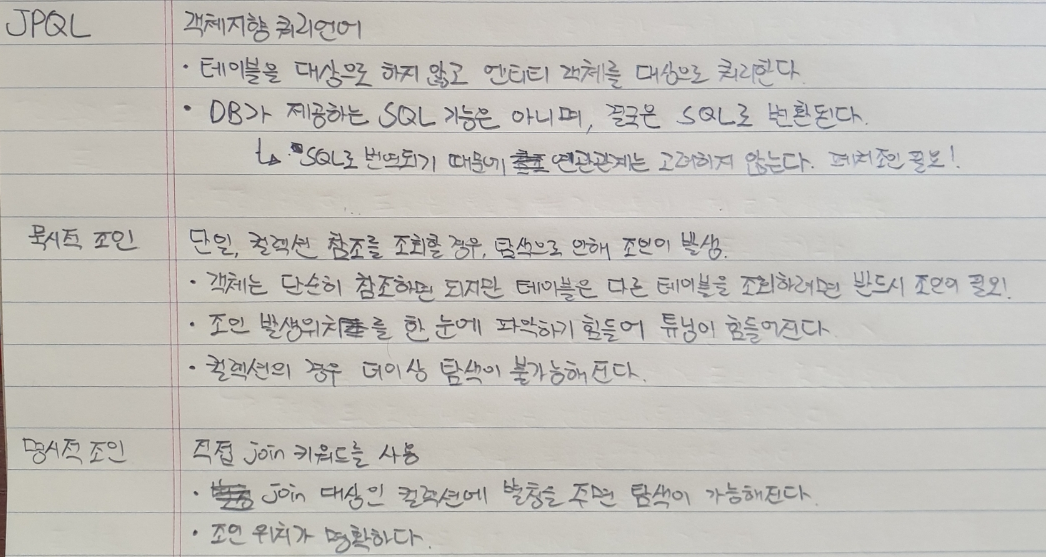 JPQL 객체지향 쿼리언어
· 테이블을 대상으로 하지 않고 엔티티 객체를 대상으로 쿼리한다.
· DB가 제공하는 SQL 기능은 아니며, 결국은 SQL로 변환된다.
↳ SQL로 번역되기 때문에 연관관계는 고려하지 않는다. 페치조인 필요!
묵시적 조인 단일, 컬렉션 참조를 조회할 경우, 탐색으로 인해 조인이 발생.
· 객체는 단순히 참조하면 되지만 테이블은 다른 테이블을 조회하려면 반드시 조인이 필요!
· 조인 발생위치를 한 눈에 파악하기 힘들어 튜닝이 힘들어진다.
· 컬렉션의 경우 더이상 탐색이 불가능해진다.
명시적 조인 직접 join 키워드를 사용
· join 대상인 컬렉션에 별칭을 주면 탐색이 가능해진다.
· 조인 위치가 명확하다.